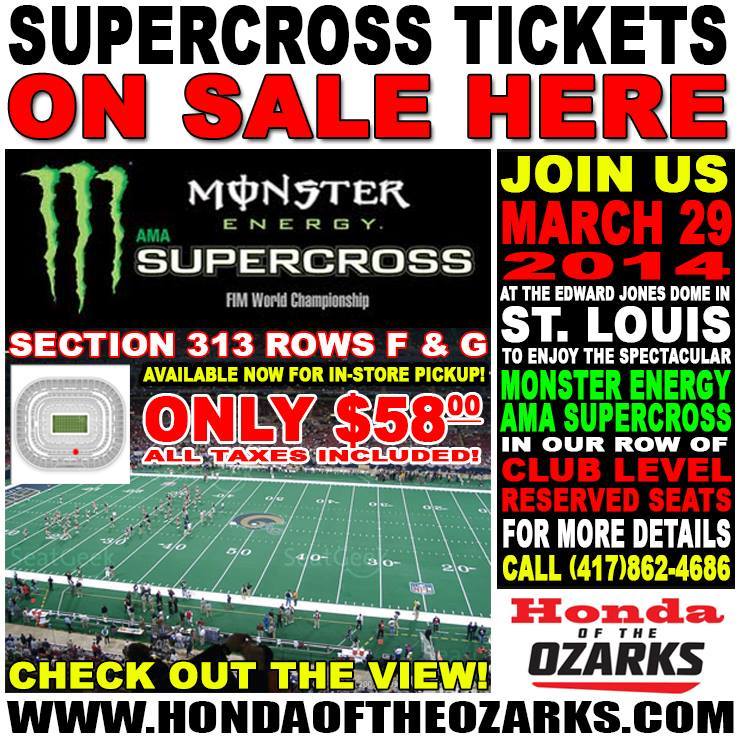 SUPERCROSS TICKETS
ON SALE HERE
MONSTER
ENERGY.
AMA
SUPERCROSS
FIM World Championship
SECTION 313 ROWS F & G
AVAILABLE NOW FOR IN-STORE PICKUP!
ONLY $58.00
ALL TAXES INCLUDED!
SeatGeek
SeatGeek
CHECK OUT THE VIEW!
JOIN US
MARCH 29
2014
AT THE EDWARD JONES DOME IN
ST. LOUIS
TO ENJOY THE SPECTACULAR
MONSTER ENERGY
AMA SUPERCROSS
IN OUR ROW OF
CLUB LEVEL
RESERVED SEATS
FOR MORE DETAILS
CALL (417)862-4686
Honda
OF THE
OZARKS
WWW.HONDAOFTHEOZARKS.COM